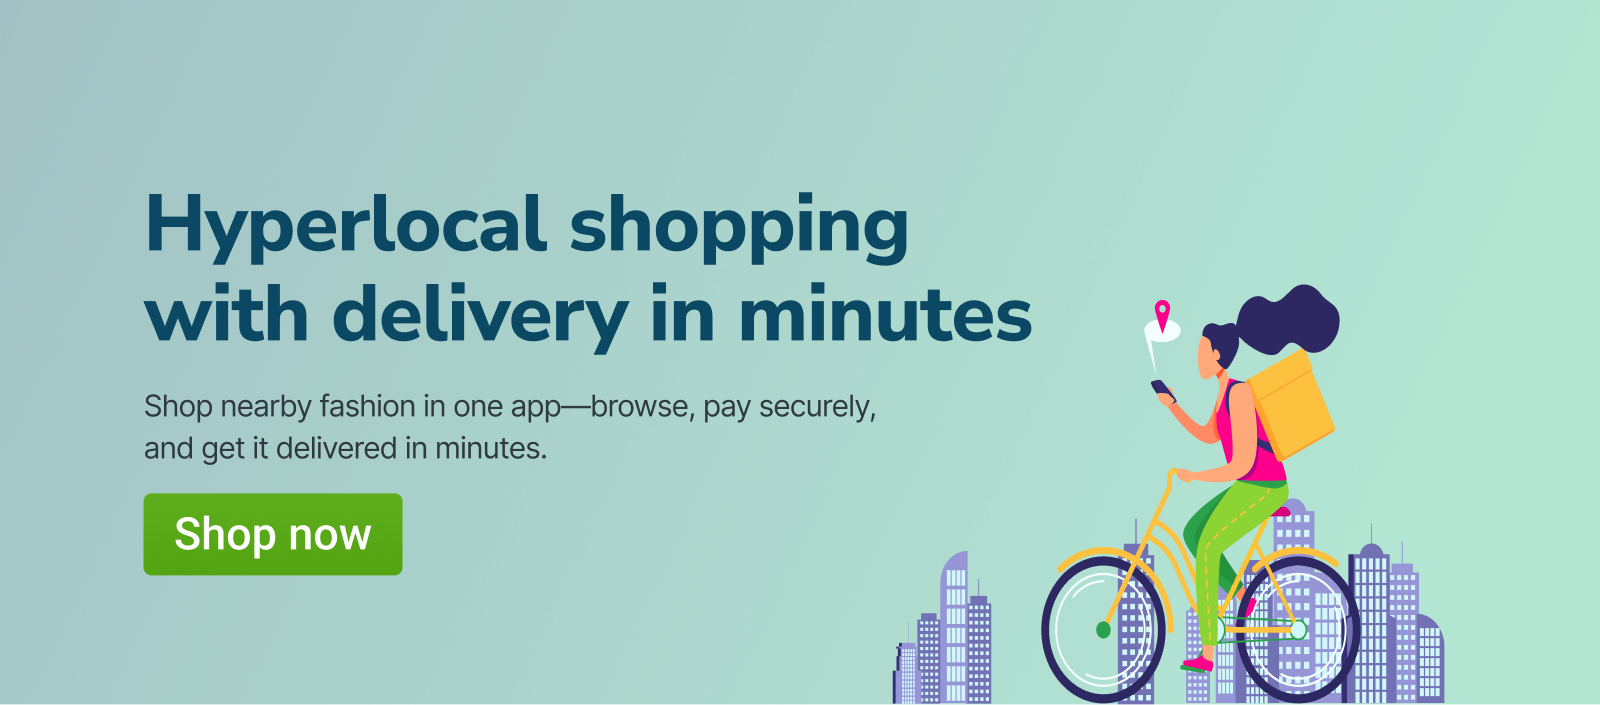 Hyperlocal shopping
with delivery in minutes
Shop nearby fashion in one app—browse, pay securely,
and get it delivered in minutes.
Shop now